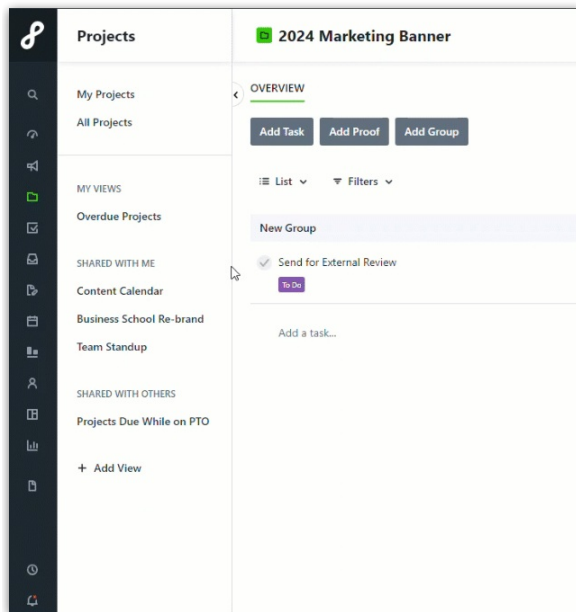 Projects
My Projects
All Projects
MY VIEWS
Overdue Projects
SHARED WITH ME
Content Calendar
Business School Re-brand
Team Standup
SHARED WITH OTHERS
Projects Due While on PTO
+ Add View
2024 Marketing Banner
OVERVIEW
Add Task Add Proof Add Group
List Filters
New Group
Send for External Review
To Do
Add a task...